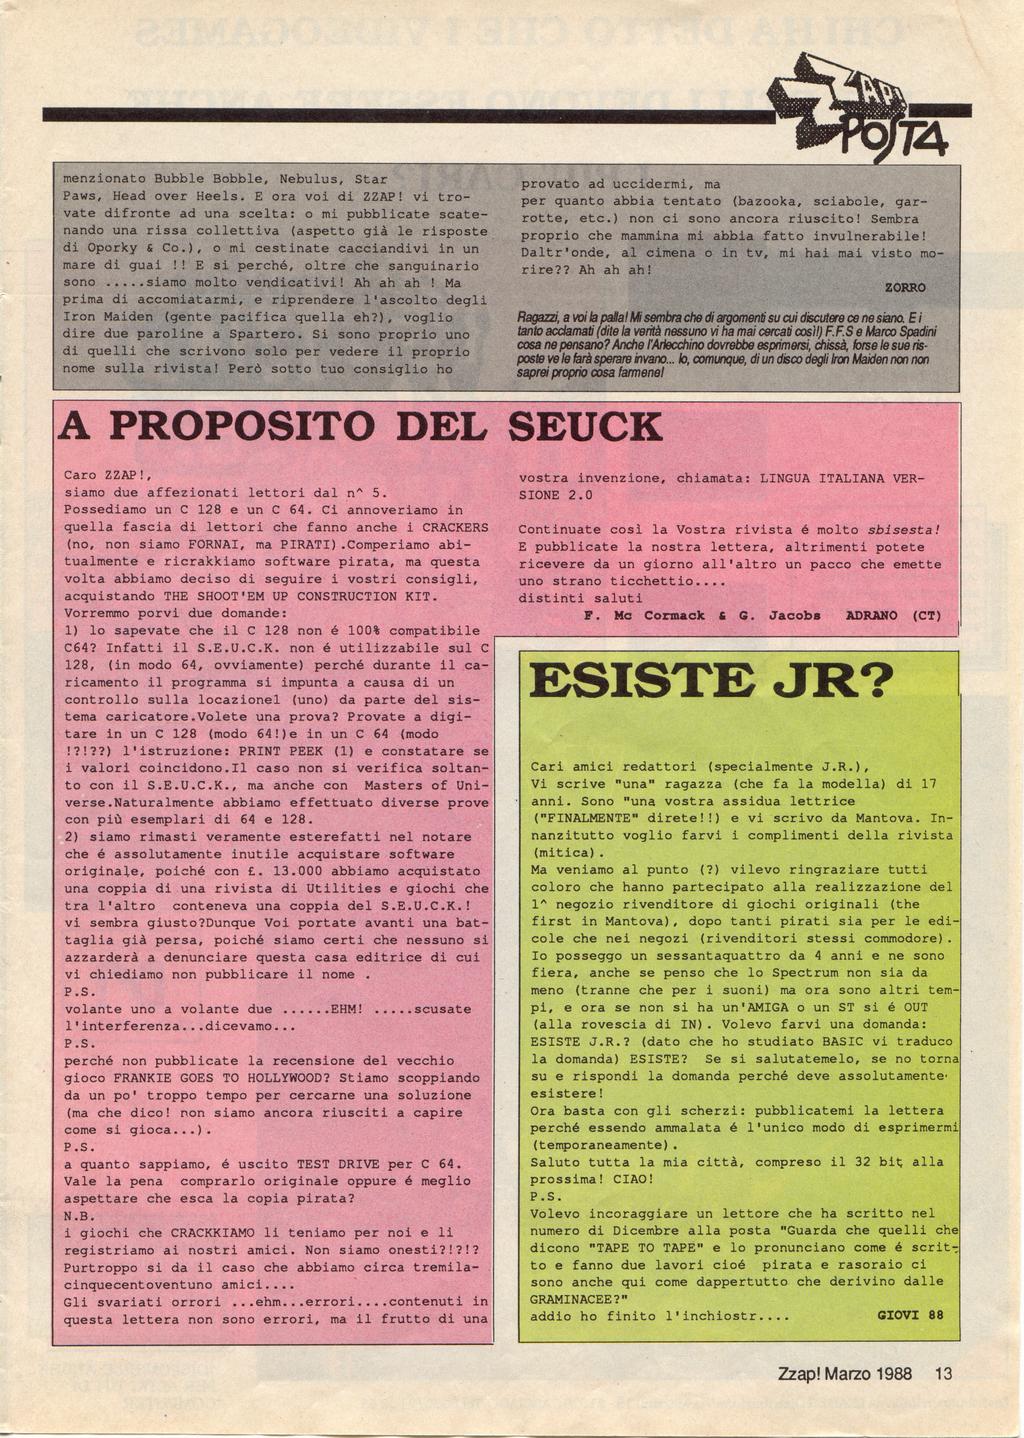 ZZAP!
POSTA
menzionato Bubble Bobble, Nebulus, Star
Paws, Head over Heels. E ora voi di ZZAP! vi tro-
vate difronte ad una scelta: o mi pubblicate scate-
nando una rissa collettiva (aspetto già le risposte
di Oporky & Co.), o mi cestinate cacciandivi in un
mare di guai !! E si perché, oltre che sanguinario
sono .....siamo molto vendicativi! Ah ah ah ! Ma
prima di accomiatarmi, e riprendere l'ascolto degli
Iron Maiden (gente pacifica quella eh?), voglio
dire due paroline a Spartero. Si sono proprio uno
di quelli che scrivono solo per vedere il proprio
nome sulla rivista! Però sotto tuo consiglio ho
provato ad uccidermi, ma
per quanto abbia tentato (bazooka, sciabole, gar-
rotte, etc.) non ci sono ancora riuscito! Sembra
proprio che mammina mi abbia fatto invulnerabile!
Daltr'onde, al cimena o in tv, mi hai mai visto mo-
rire?? Ah ah ah!
ZORRO
Ragazzi, a voi la palla! Mi sembra che di argomenti su cui discutere ce ne siano. E i
tanto acclamati (dite la verità nessuno vi ha mai cercati così!) F.F.S e Marco Spadini
cosa ne pensano? Anche l'Arlecchino dovrebbe esprimersi, chissà, forse le sue ris-
poste ve le farà sperare invano... Io, comunque, di un disco degli Iron Maiden non non
saprei proprio cosa farmene!
A PROPOSITO DEL SEUCK
Caro ZZAP!,
siamo due affezionati lettori dal n^ 5.
Possediamo un C 128 e un C 64. Ci annoveriamo in
quella fascia di lettori che fanno anche i CRACKERS
(no, non siamo FORNAI, ma PIRATI).Comperiamo abi-
tualmente e ricrakkiamo software pirata, ma questa
volta abbiamo deciso di seguire i vostri consigli,
acquistando THE SHOOT'EM UP CONSTRUCTION KIT.
Vorremmo porvi due domande:
1) lo sapevate che il C 128 non é 100% compatibile
C64? Infatti il S.E.U.C.K. non é utilizzabile sul C
128, (in modo 64, ovviamente) perché durante il ca-
ricamento il programma si impunta a causa di un
controllo sulla locazione1 (uno) da parte del sis-
tema caricatore.Volete una prova? Provate a digi-
tare in un C 128 (modo 64!)e in un C 64 (modo
!?!??) l'istruzione: PRINT PEEK (1) e constatare se
i valori coincidono.Il caso non si verifica soltan-
to con il S.E.U.C.K., ma anche con Masters of Uni-
verse.Naturalmente abbiamo effettuato diverse prove
con più esemplari di 64 e 128.
2) siamo rimasti veramente esterefatti nel notare
che é assolutamente inutile acquistare software
originale, poiché con £. 13.000 abbiamo acquistato
una coppia di una rivista di Utilities e giochi che
tra l'altro conteneva una coppia del S.E.U.C.K.!
vi sembra giusto?Dunque Voi portate avanti una bat-
taglia già persa, poiché siamo certi che nessuno si
azzarderà a denunciare questa casa editrice di cui
vi chiediamo non pubblicare il nome .
P.S.
volante uno a volante due ......EHM! .....scusate
l'interferenza...dicevamo...
P.S.
perché non pubblicate la recensione del vecchio
gioco FRANKIE GOES TO HOLLYWOOD? Stiamo scoppiando
da un po' troppo tempo per cercarne una soluzione
(ma che dico! non siamo ancora riusciti a capire
come si gioca...).
P.S.
a quanto sappiamo, é uscito TEST DRIVE per C 64.
Vale la pena comprarlo originale oppure é meglio
aspettare che esca la copia pirata?
N.B.
i giochi che CRACKKIAMO li teniamo per noi e li
registriamo ai nostri amici. Non siamo onesti?!?!?
Purtroppo si da il caso che abbiamo circa tremila-
cinquecentoventuno amici....
Gli svariati orrori ...ehm...errori....contenuti in
questa lettera non sono errori, ma il frutto di una
vostra invenzione, chiamata: LINGUA ITALIANA VER-
SIONE 2.0
Continuate così la Vostra rivista é molto sbisesta!
E pubblicate la nostra lettera, altrimenti potete
ricevere da un giorno all'altro un pacco che emette
uno strano ticchettio....
distinti saluti
F. Mc Cormack & G. Jacobs ADRANO (CT)
ESISTE JR?
Cari amici redattori (specialmente J.R.),
Vi scrive "una" ragazza (che fa la modella) di 17
anni. Sono "una vostra assidua lettrice
("FINALMENTE" direte!!) e vi scrivo da Mantova. In-
nanzitutto voglio farvi i complimenti della rivista
(mitica).
Ma veniamo al punto (?) vilevo ringraziare tutti
coloro che hanno partecipato alla realizzazione del
1^ negozio rivenditore di giochi originali (the
first in Mantova), dopo tanti pirati sia per le edi-
cole che nei negozi (rivenditori stessi commodore).
Io posseggo un sessantaquattro da 4 anni e ne sono
fiera, anche se penso che lo Spectrum non sia da
meno (tranne che per i suoni) ma ora sono altri tem-
pi, e ora se non si ha un'AMIGA o un ST si é OUT
(alla rovescia di IN). Volevo farvi una domanda:
ESISTE J.R.? (dato che ho studiato BASIC vi traduco
la domanda) ESISTE? Se si salutatemelo, se no torna
su e rispondi la domanda perché deve assolutamente
esistere!
Ora basta con gli scherzi: pubblicatemi la lettera
perché essendo ammalata é l'unico modo di esprimermi
(temporaneamente).
Saluto tutta la mia città, compreso il 32 bit, alla
prossima! CIAO!
P.S.
Volevo incoraggiare un lettore che ha scritto nel
numero di Dicembre alla posta "Guarda che quelli che
dicono "TAPE TO TAPE" e lo pronunciano come é scrit-
to e fanno due lavori cioé pirata e rasoraio ci
sono anche qui come dappertutto che derivino dalle
GRAMINACEE?"
addio ho finito l'inchiostr.... GIOVI 88
Zzap! Marzo 1988 13